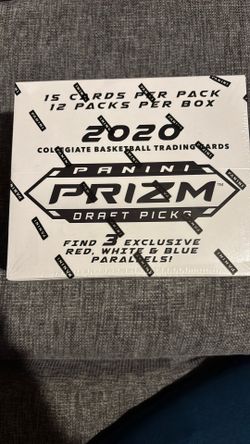 15 CARDS PER PACK
12 PACKS PER BOX
2020
COLLEGIATE BASKETBALL TRADING CARDS
PANINI
PRIZM™
DRAFT PICKS
FIND 3 EXCLUSIVE
RED, WHITE & BLUE
PARALLELS!